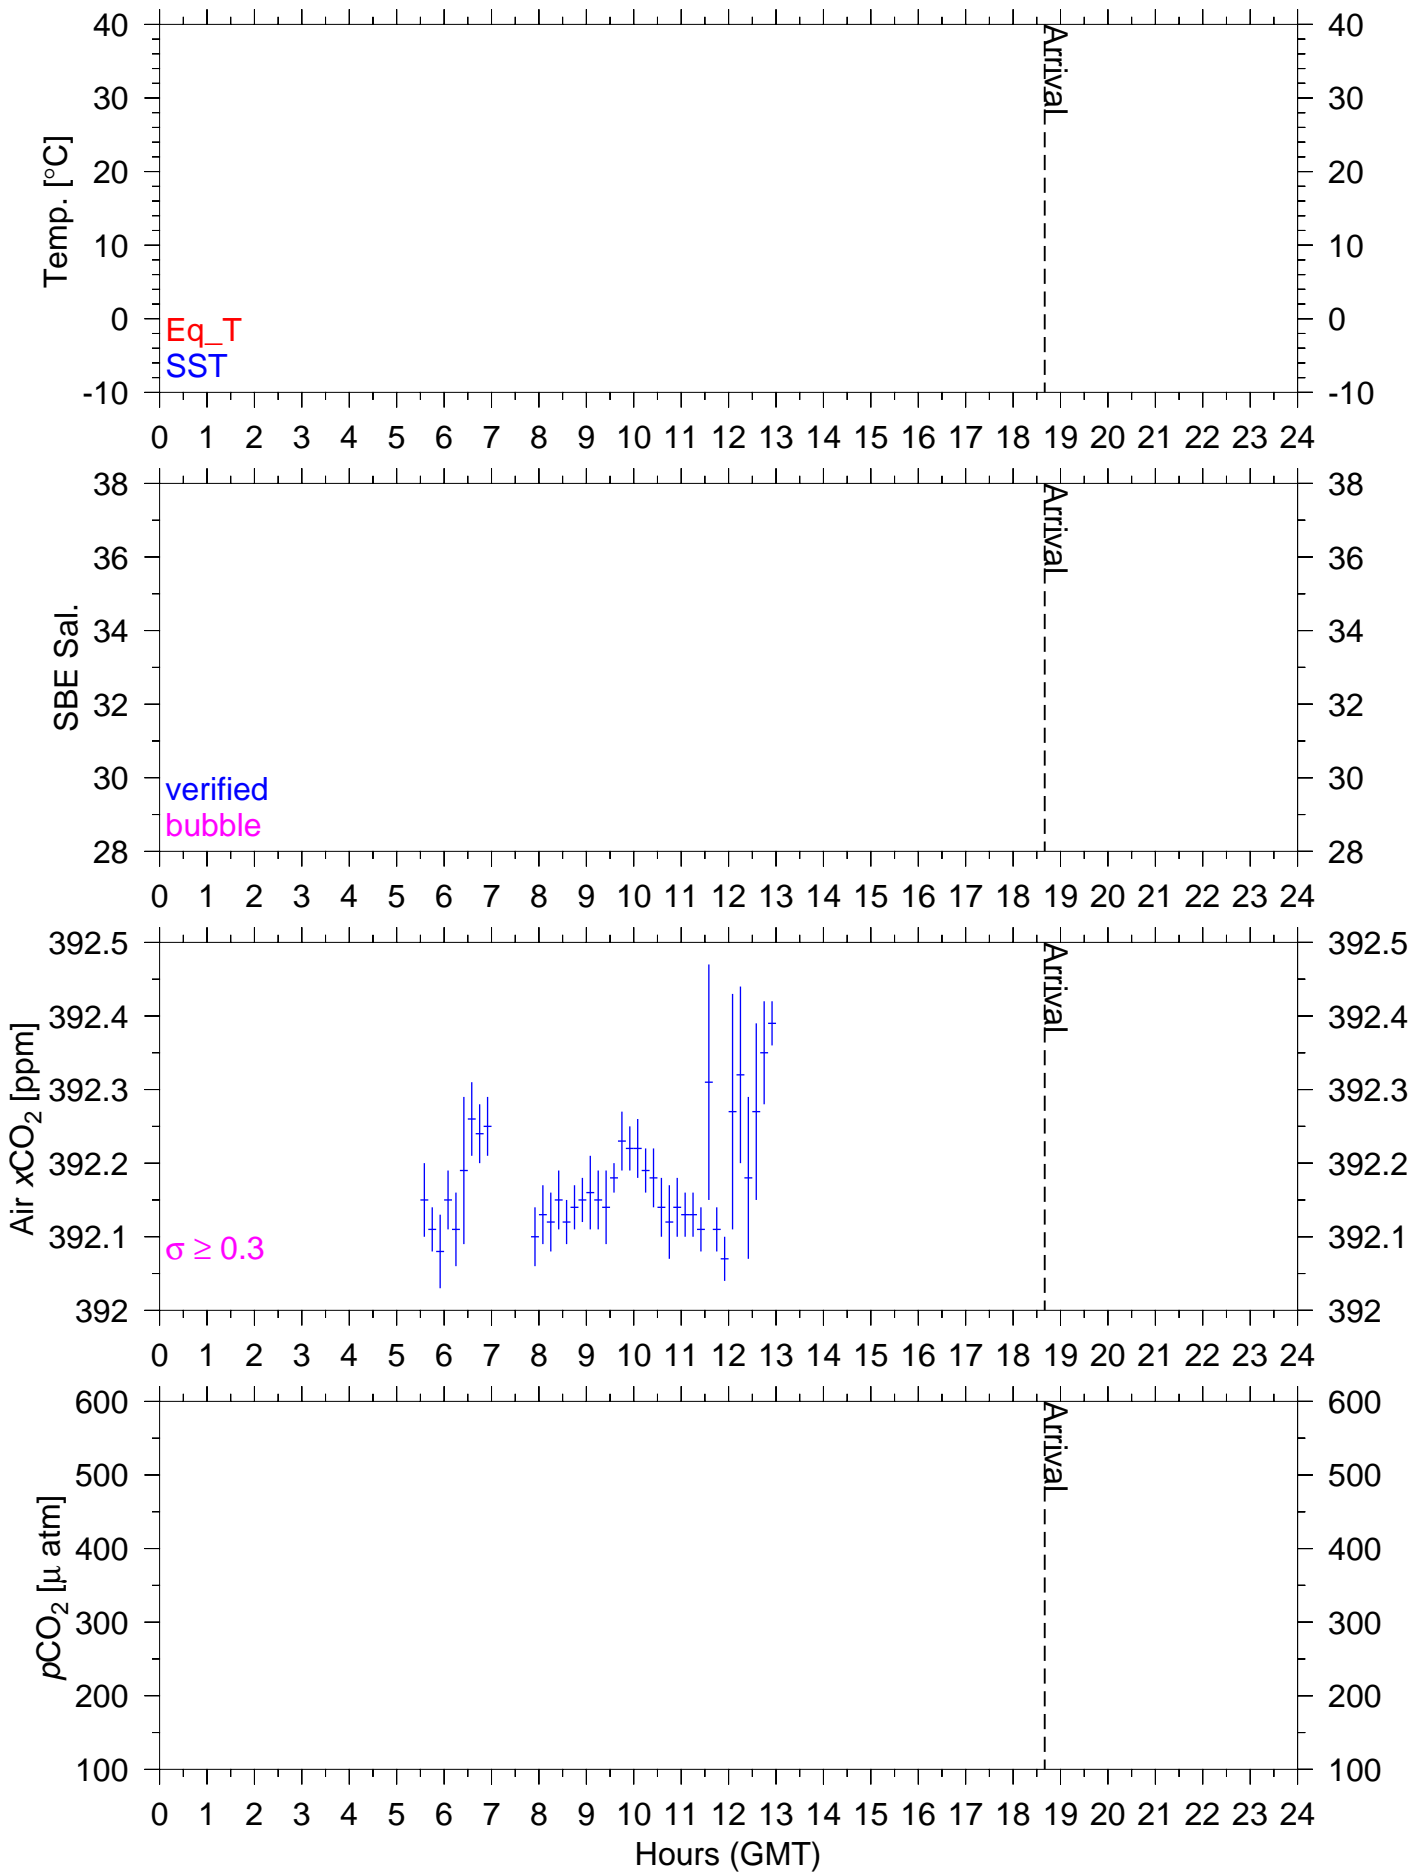 40 40
30 30
20 20
10 10
0 0
-10 -10
Temp. [°C]
Arrival
Eq_T
SST
0 1 2 3 4 5 6 7 8 9 10 11 12 13 14 15 16 17 18 19 20 21 22 23 24
38 38
36 36
34 34
32 32
30 30
28 28
SBE Sal.
Arrival
verified
bubble
0 1 2 3 4 5 6 7 8 9 10 11 12 13 14 15 16 17 18 19 20 21 22 23 24
392.5 392.5
392.4 392.4
392.3 392.3
392.2 392.2
392.1 392.1
392 392
Air xCO₂ [ppm]
Arrival
σ ≥ 0.3
0 1 2 3 4 5 6 7 8 9 10 11 12 13 14 15 16 17 18 19 20 21 22 23 24
600 600
500 500
400 400
300 300
200 200
100 100
pCO₂ [μ atm]
Arrival
0 1 2 3 4 5 6 7 8 9 10 11 12 13 14 15 16 17 18 19 20 21 22 23 24
Hours (GMT)